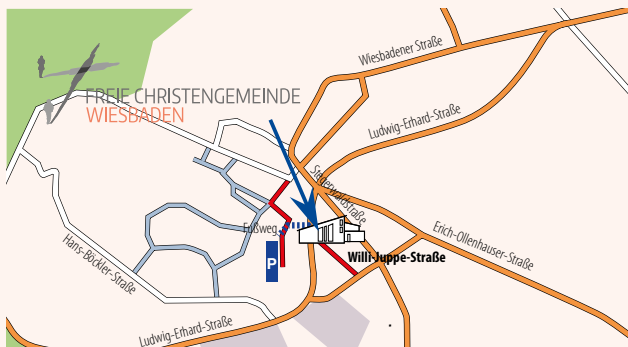 Wiesbadener Straße
FREIE CHRISTENGEMEINDE
WIESBADEN
Ludwig-Erhard-Straße
Stegerwaldstraße
Fußweg
Erich-Ollenhauser-Straße
Hans-Böckler-Straße
P
Willi-Juppe-Straße
Ludwig-Erhard-Straße